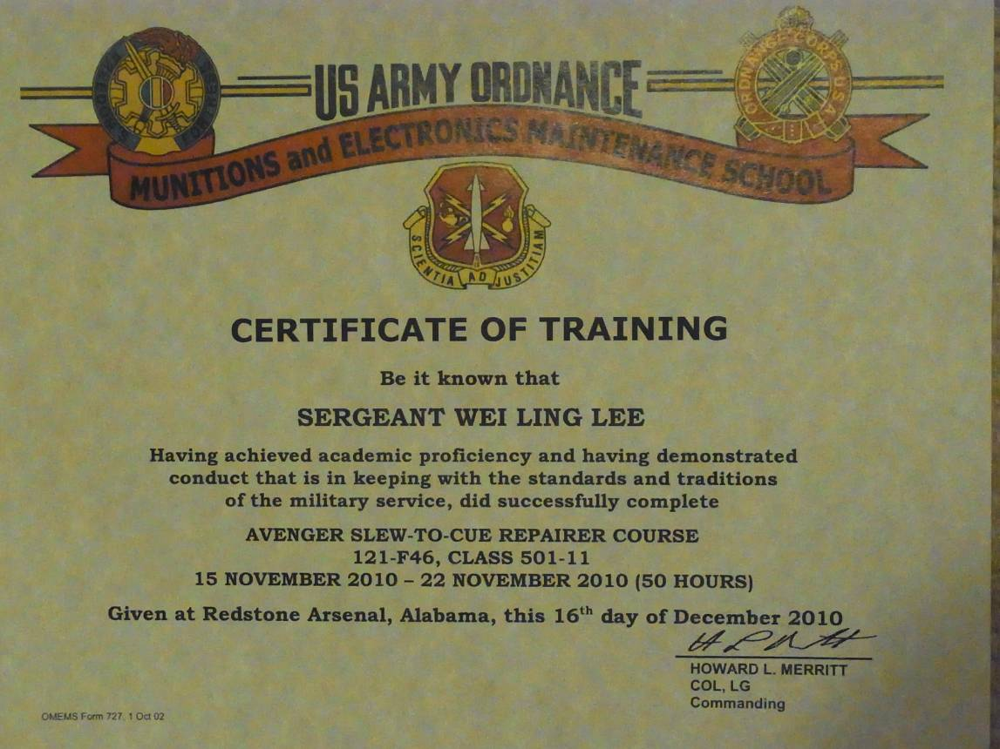 US ARMY ORDNANCE
MUNITIONS and ELECTRONICS MAINTENANCE SCHOOL
ORDNANCE CORPS U.S.A.
SCIENTIA AD JUSTITIAM
CERTIFICATE OF TRAINING
Be it known that
SERGEANT WEI LING LEE
Having achieved academic proficiency and having demonstrated
conduct that is in keeping with the standards and traditions
of the military service, did successfully complete
AVENGER SLEW-TO-CUE REPAIRER COURSE
121-F46, CLASS 501-11
15 NOVEMBER 2010 – 22 NOVEMBER 2010 (50 HOURS)
Given at Redstone Arsenal, Alabama, this 16th day of December 2010
HOWARD L. MERRITT
COL, LG
Commanding
OMEMS Form 727, 1 Oct 02